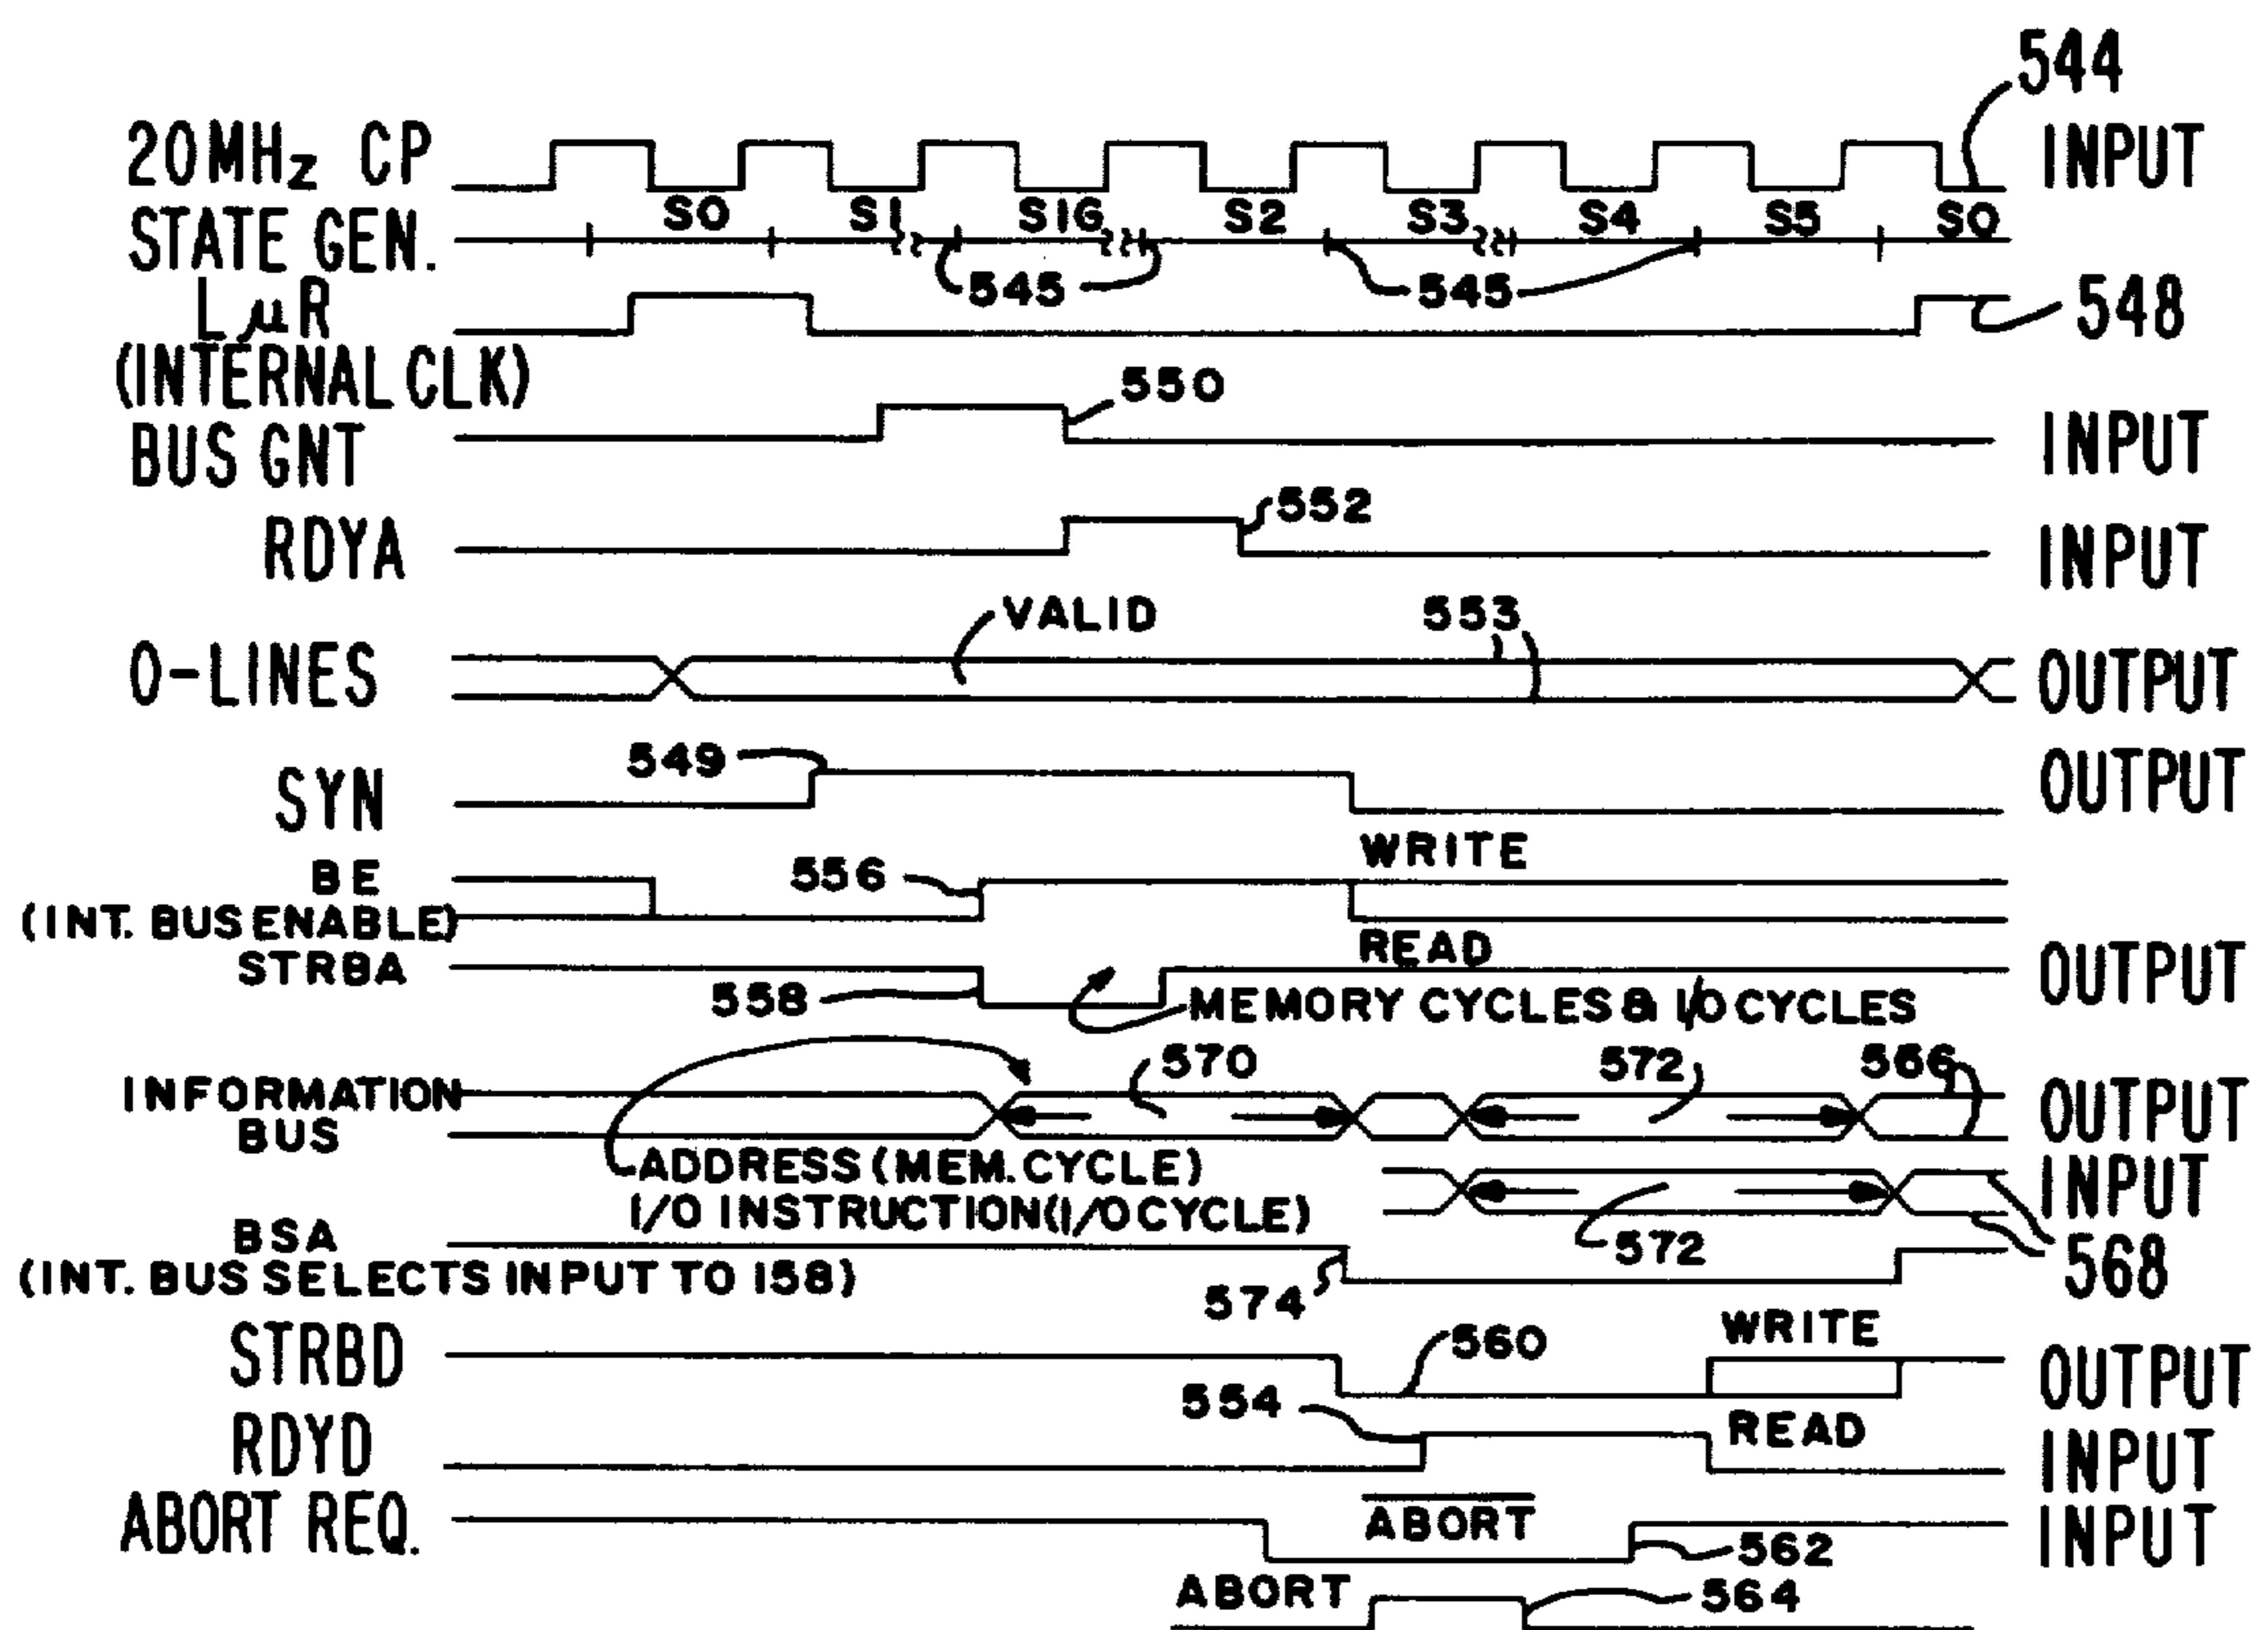 544
20MHz CP INPUT
S0 S1 S1G S2 S3 S4 S5 S0
STATE GEN.
545 545
LμR 548
(INTERNAL CLK)
550
BUS GNT INPUT
552
RDYA INPUT
VALID 553
O-LINES OUTPUT
549
SYN OUTPUT
WRITE
BE 556
(INT. BUS ENABLE)
READ
STRBA OUTPUT
558
MEMORY CYCLES & I/O CYCLES
570 572 566
INFORMATION OUTPUT
BUS
ADDRESS (MEM. CYCLE) INPUT
I/O INSTRUCTION (I/O CYCLE)
BSA 572 568
(INT. BUS SELECTS INPUT TO 158)
574
WRITE
STRBD 560 OUTPUT
554
RDYD READ INPUT
ABORT REQ. ABORT INPUT
562
ABORT 564